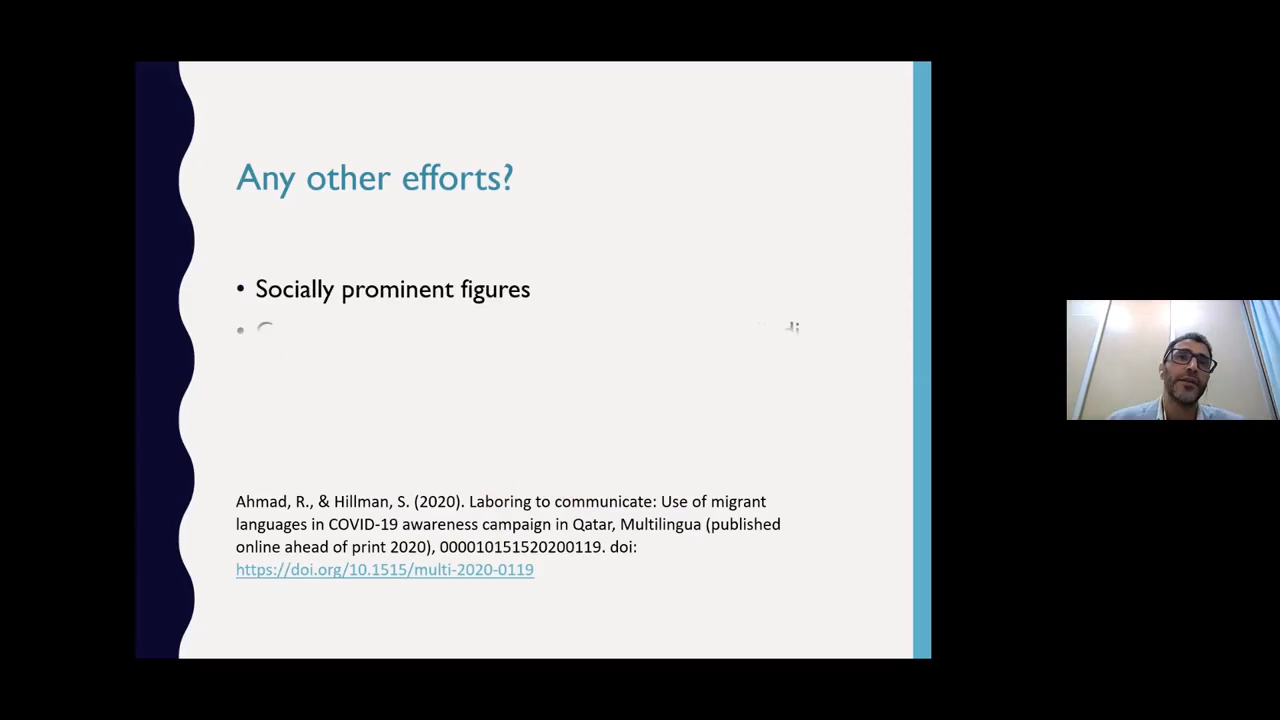 Any other efforts?
• Socially prominent figures
•
Ahmad, R., & Hillman, S. (2020). Laboring to communicate: Use of migrant
languages in COVID-19 awareness campaign in Qatar, Multilingua (published
online ahead of print 2020), 000010151520200119. doi:
https://doi.org/10.1515/multi-2020-0119